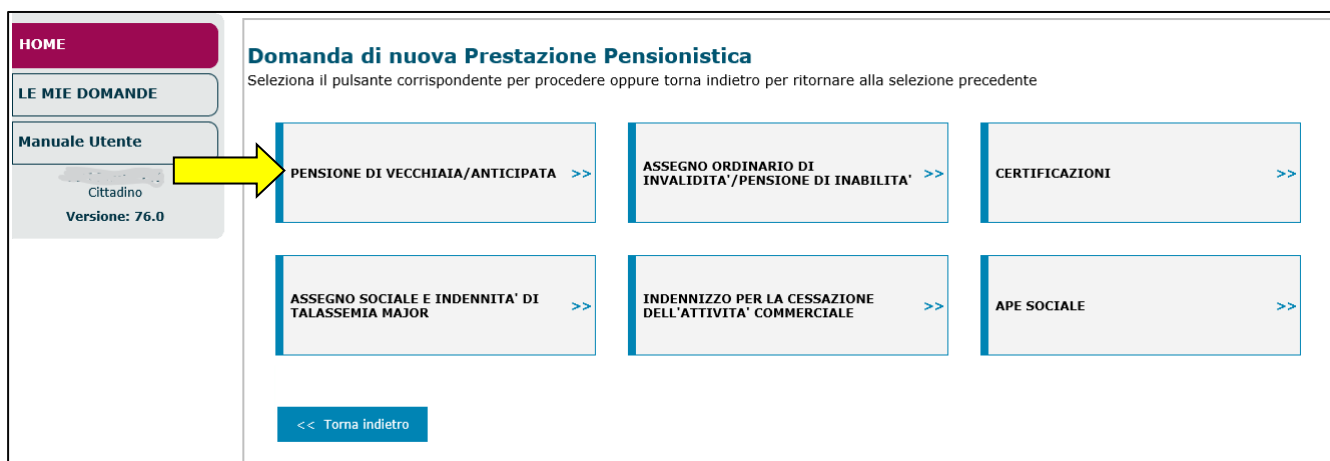 HOME
LE MIE DOMANDE
Manuale Utente
Cittadino
Versione: 76.0
Domanda di nuova Prestazione Pensionistica
Seleziona il pulsante corrispondente per procedere oppure torna indietro per ritornare alla selezione precedente
PENSIONE DI VECCHIAIA/ANTICIPATA >>
ASSEGNO ORDINARIO DI
INVALIDITA'/PENSIONE DI INABILITA' >>
CERTIFICAZIONI >>
ASSEGNO SOCIALE E INDENNITA' DI
TALASSEMIA MAJOR >>
INDENNIZZO PER LA CESSAZIONE
DELL'ATTIVITA' COMMERCIALE >>
APE SOCIALE >>
<< Torna indietro